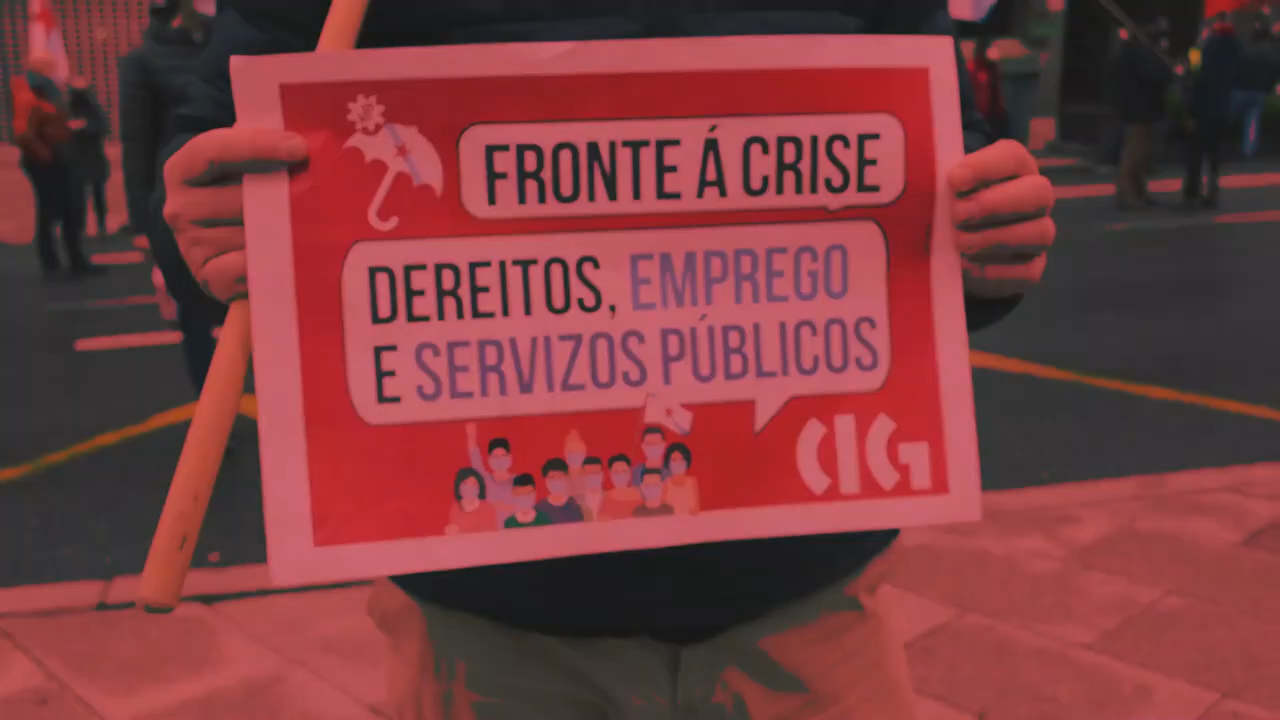 FRONTE Á CRISE
DEREITOS, EMPREGO
E SERVIZOS PÚBLICOS
CIG